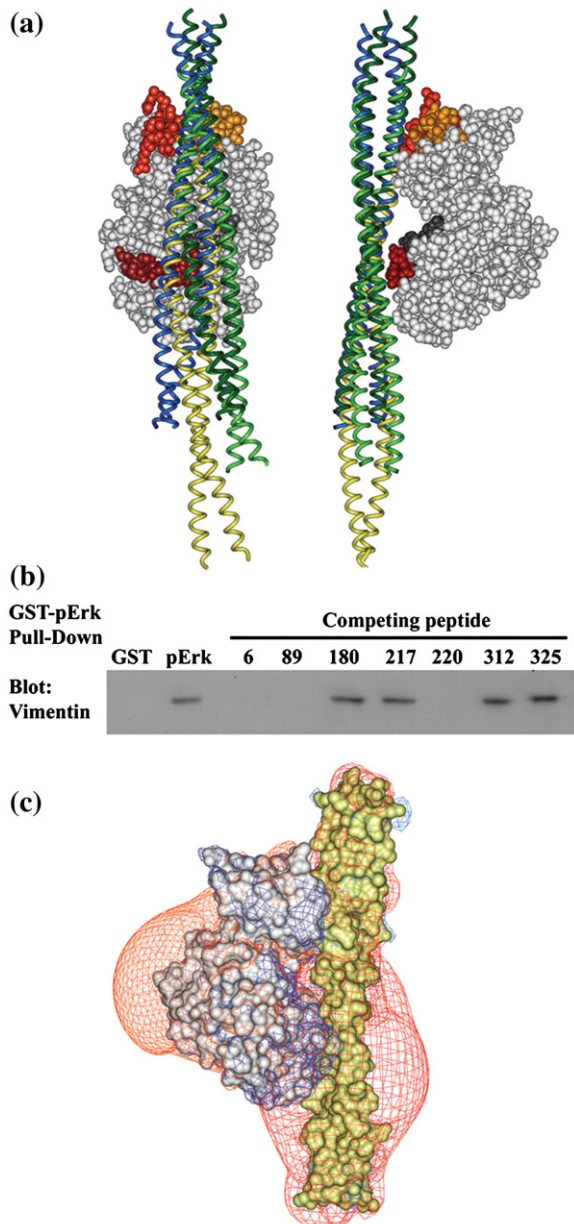 (a)
(b)
GST-pErk
Pull-Down
Competing peptide
GST pErk 6 89 180 217 220 312 325
Blot:
Vimentin
(c)